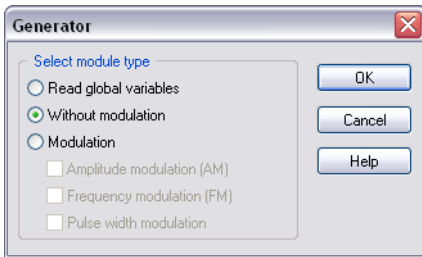 Generator
Select module type
Read global variables
Without modulation
Modulation
Amplitude modulation (AM)
Frequency modulation (FM)
Pulse width modulation
OK
Cancel
Help